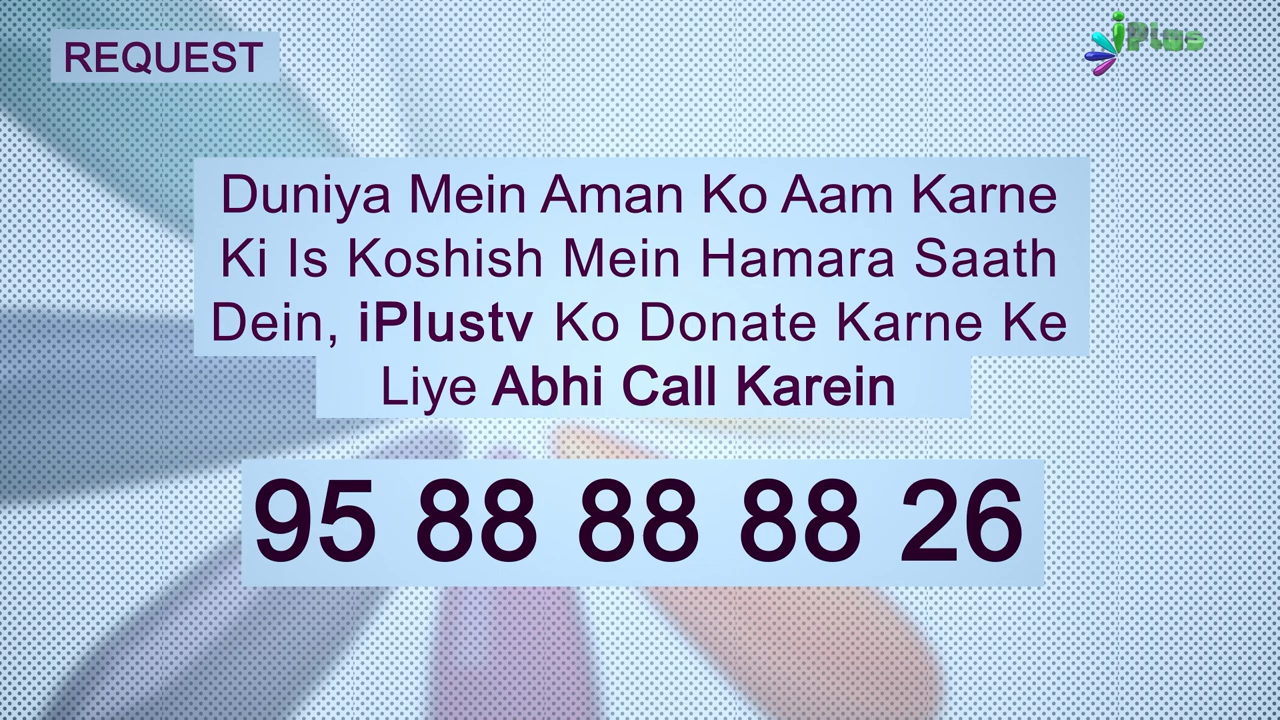 REQUEST
iPlus
Duniya Mein Aman Ko Aam Karne
Ki Is Koshish Mein Hamara Saath
Dein, iPlustv Ko Donate Karne Ke
Liye Abhi Call Karein
95 88 88 88 26